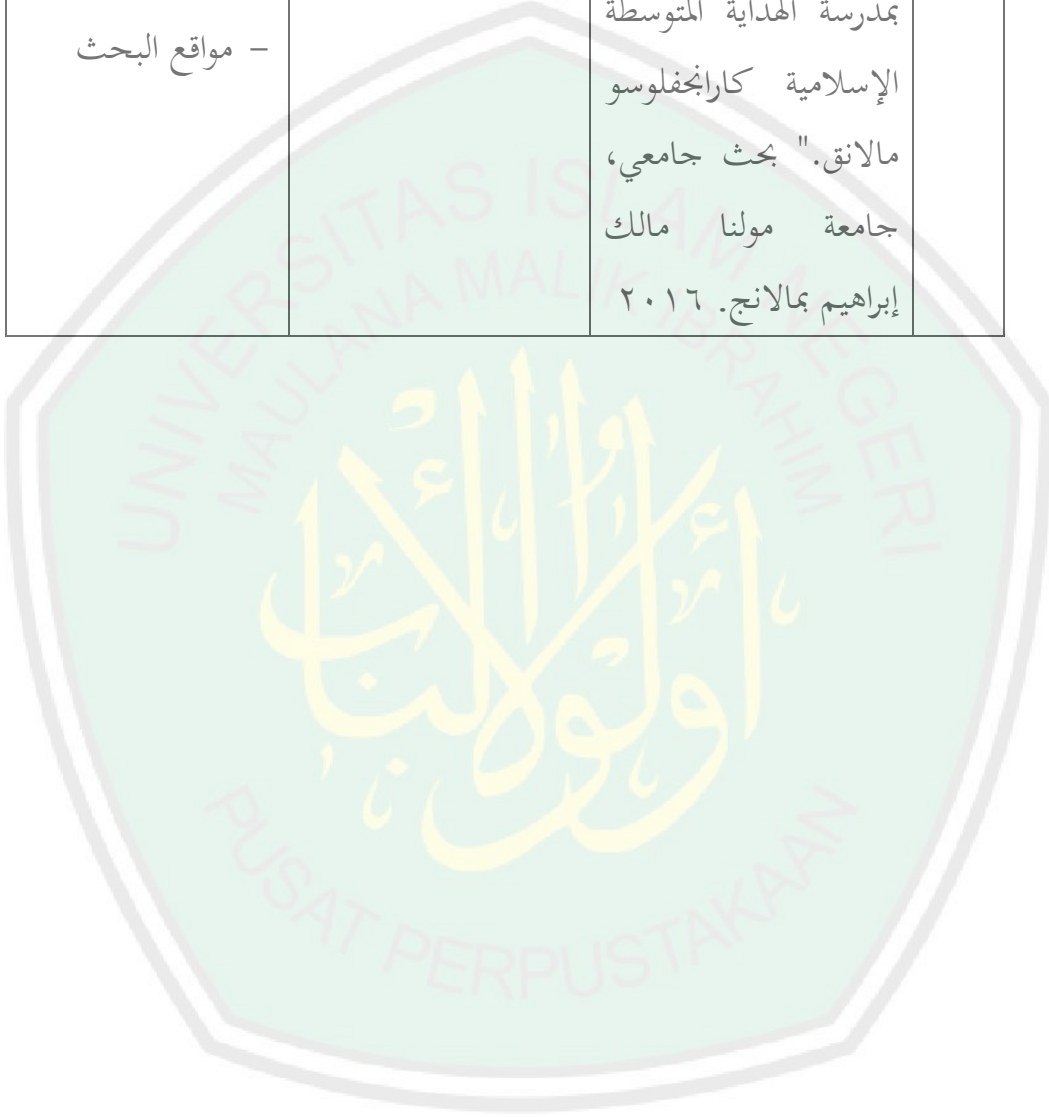 بمدرسة الهداية المتوسطة
الإسلامية كارانجفلوسو
مالانق." بحث جامعي،
جامعة مولنا مالك
إبراهيم بمالانج. ٢٠١٦
– مواقع البحث
UNIVERSITAS ISLAM NEGERI
MAULANA MALIK IBRAHIM
أولوا الألباب
PUSAT PERPUSTAKAAN